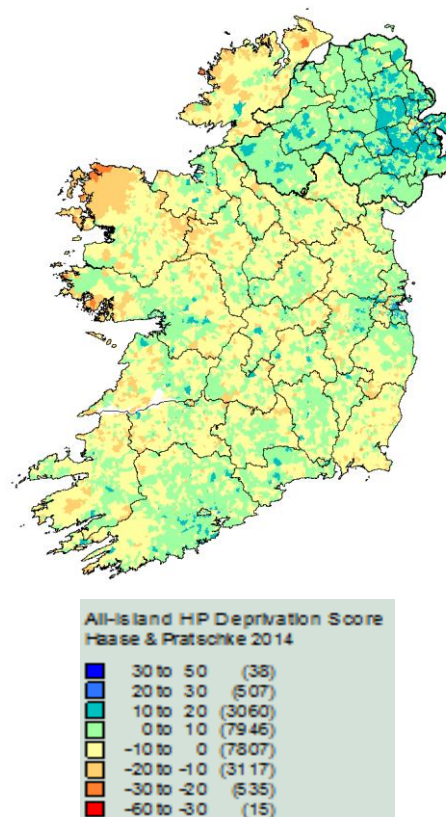 All-Island HP Deprivation Score
Haase & Pratschke 2014
30 to 50 (38)
20 to 30 (507)
10 to 20 (3060)
0 to 10 (7946)
-10 to 0 (7807)
-20 to -10 (3117)
-30 to -20 (535)
-60 to -30 (15)